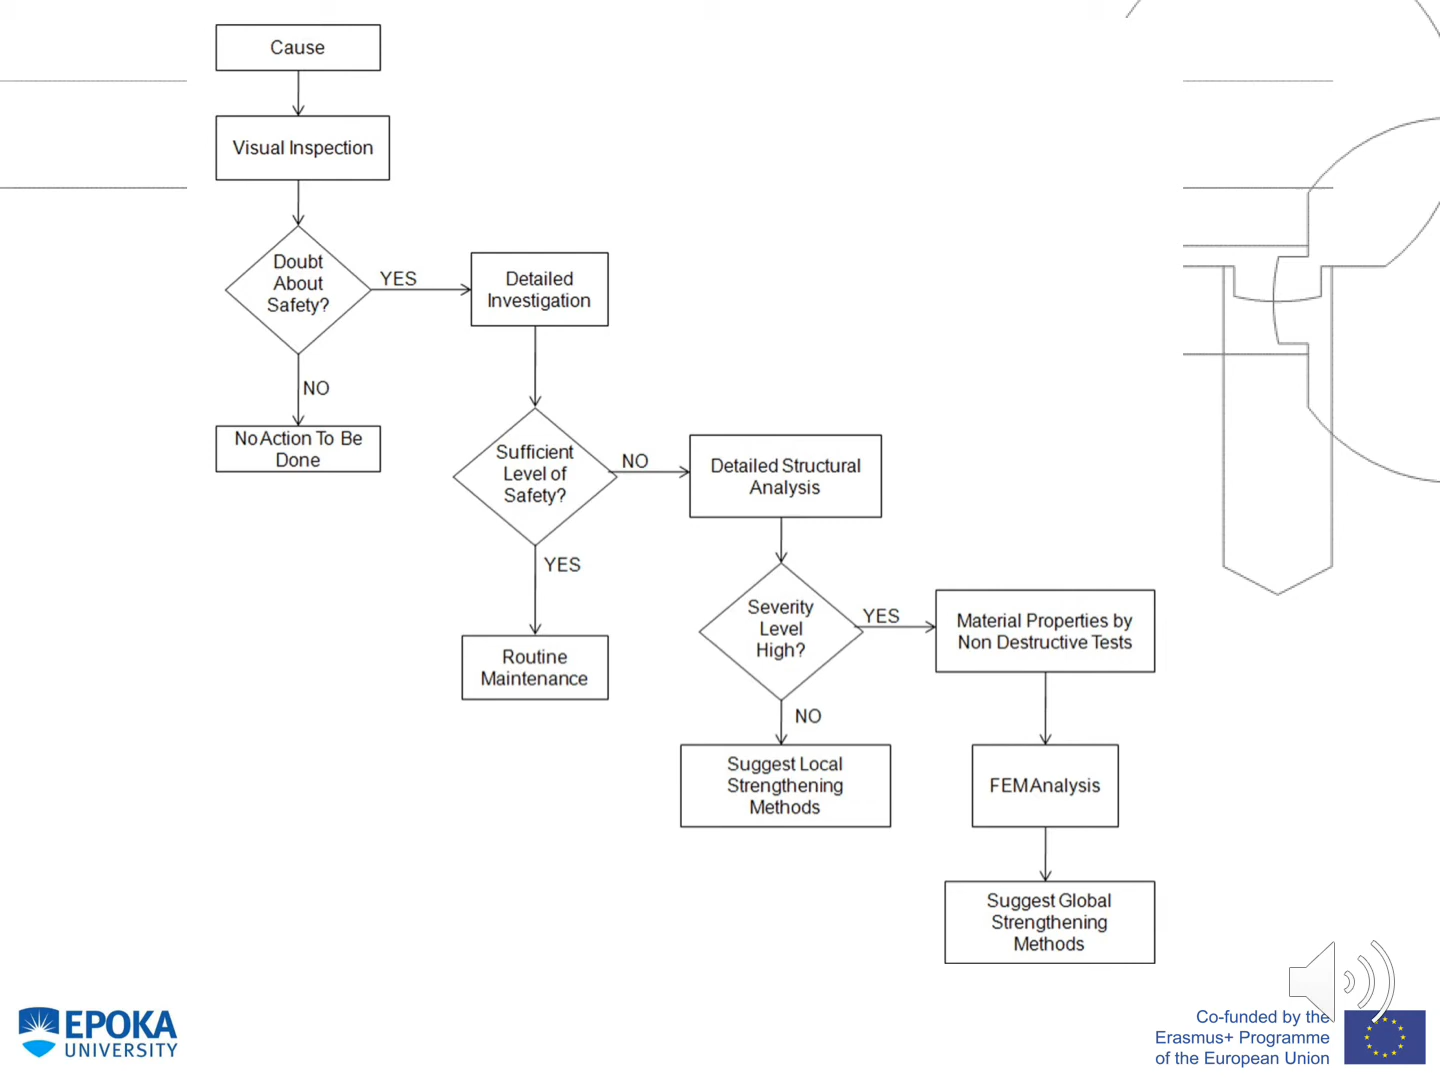 Cause
Visual Inspection
Doubt
About
Safety?
YES
Detailed
Investigation
NO
No Action To Be
Done
Sufficient
Level of
Safety?
NO
Detailed Structural
Analysis
YES
Routine
Maintenance
Severity
Level
High?
YES
Material Properties by
Non Destructive Tests
NO
Suggest Local
Strengthening
Methods
FEM Analysis
Suggest Global
Strengthening
Methods
EPOKA
UNIVERSITY
Co-funded by the
Erasmus+ Programme
of the European Union